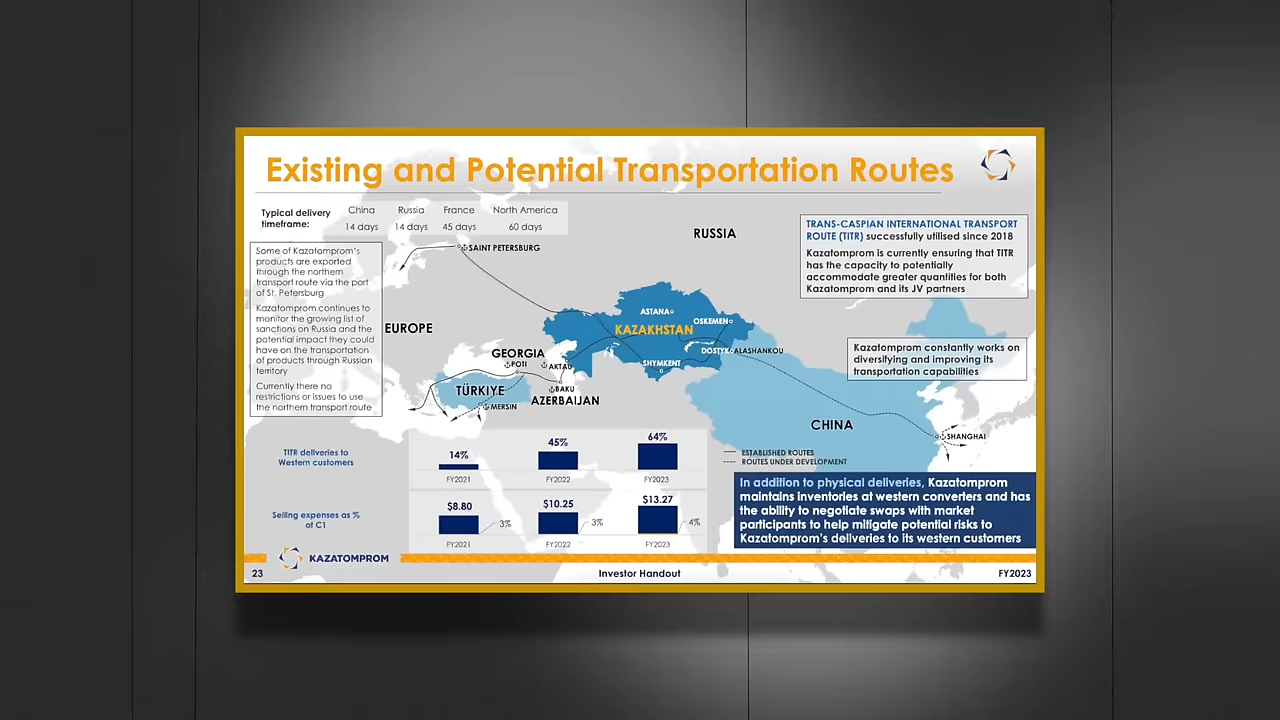 Existing and Potential Transportation Routes
Typical delivery
timeframe:
China
Russia
France
North America
14 days
14 days
45 days
60 days
Some of Kazatomprom's
products are exported
through the northern
transport route via the port
of St. Petersburg
Kazatomprom continues to
monitor the growing list of
sanctions on Russia and the
potential impact they could
have on the transportation
of products through Russian
territory
Currently there no
restrictions or issues to use
the northern transport route
TRANS-CASPIAN INTERNATIONAL TRANSPORT
ROUTE (TITR) successfully utilised since 2018
Kazatomprom is currently ensuring that TITR
has the capacity to potentially
accommodate greater quantities for both
Kazatomprom and its JV partners
Kazatomprom constantly works on
diversifying and improving its
transportation capabilities
RUSSIA
SAINT PETERSBURG
EUROPE
ASTANA
OSKEMEN
KAZAKHSTAN
DOSTYK
ALASHANKOU
SHYMKENT
GEORGIA
POTI
AKTAU
TÜRKIYE
BAKU
AZERBAIJAN
MERSIN
CHINA
SHANGHAI
ESTABLISHED ROUTES
ROUTES UNDER DEVELOPMENT
TITR deliveries to
Western customers
14%
45%
64%
FY2021
FY2022
FY2023
Selling expenses as %
of C1
$8.80
3%
$10.25
3%
$13.27
4%
FY2021
FY2022
FY2023
In addition to physical deliveries, Kazatomprom
maintains inventories at western converters and has
the ability to negotiate swaps with market
participants to help mitigate potential risks to
Kazatomprom's deliveries to its western customers
KAZATOMPROM
23
Investor Handout
FY2023